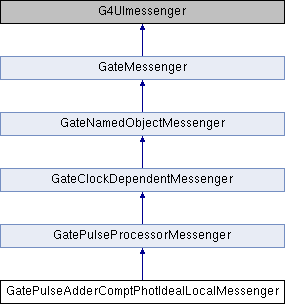 G4UImessenger
GateMessenger
GateNamedObjectMessenger
GateClockDependentMessenger
GatePulseProcessorMessenger
GatePulseAdderComptPhotIdealLocalMessenger